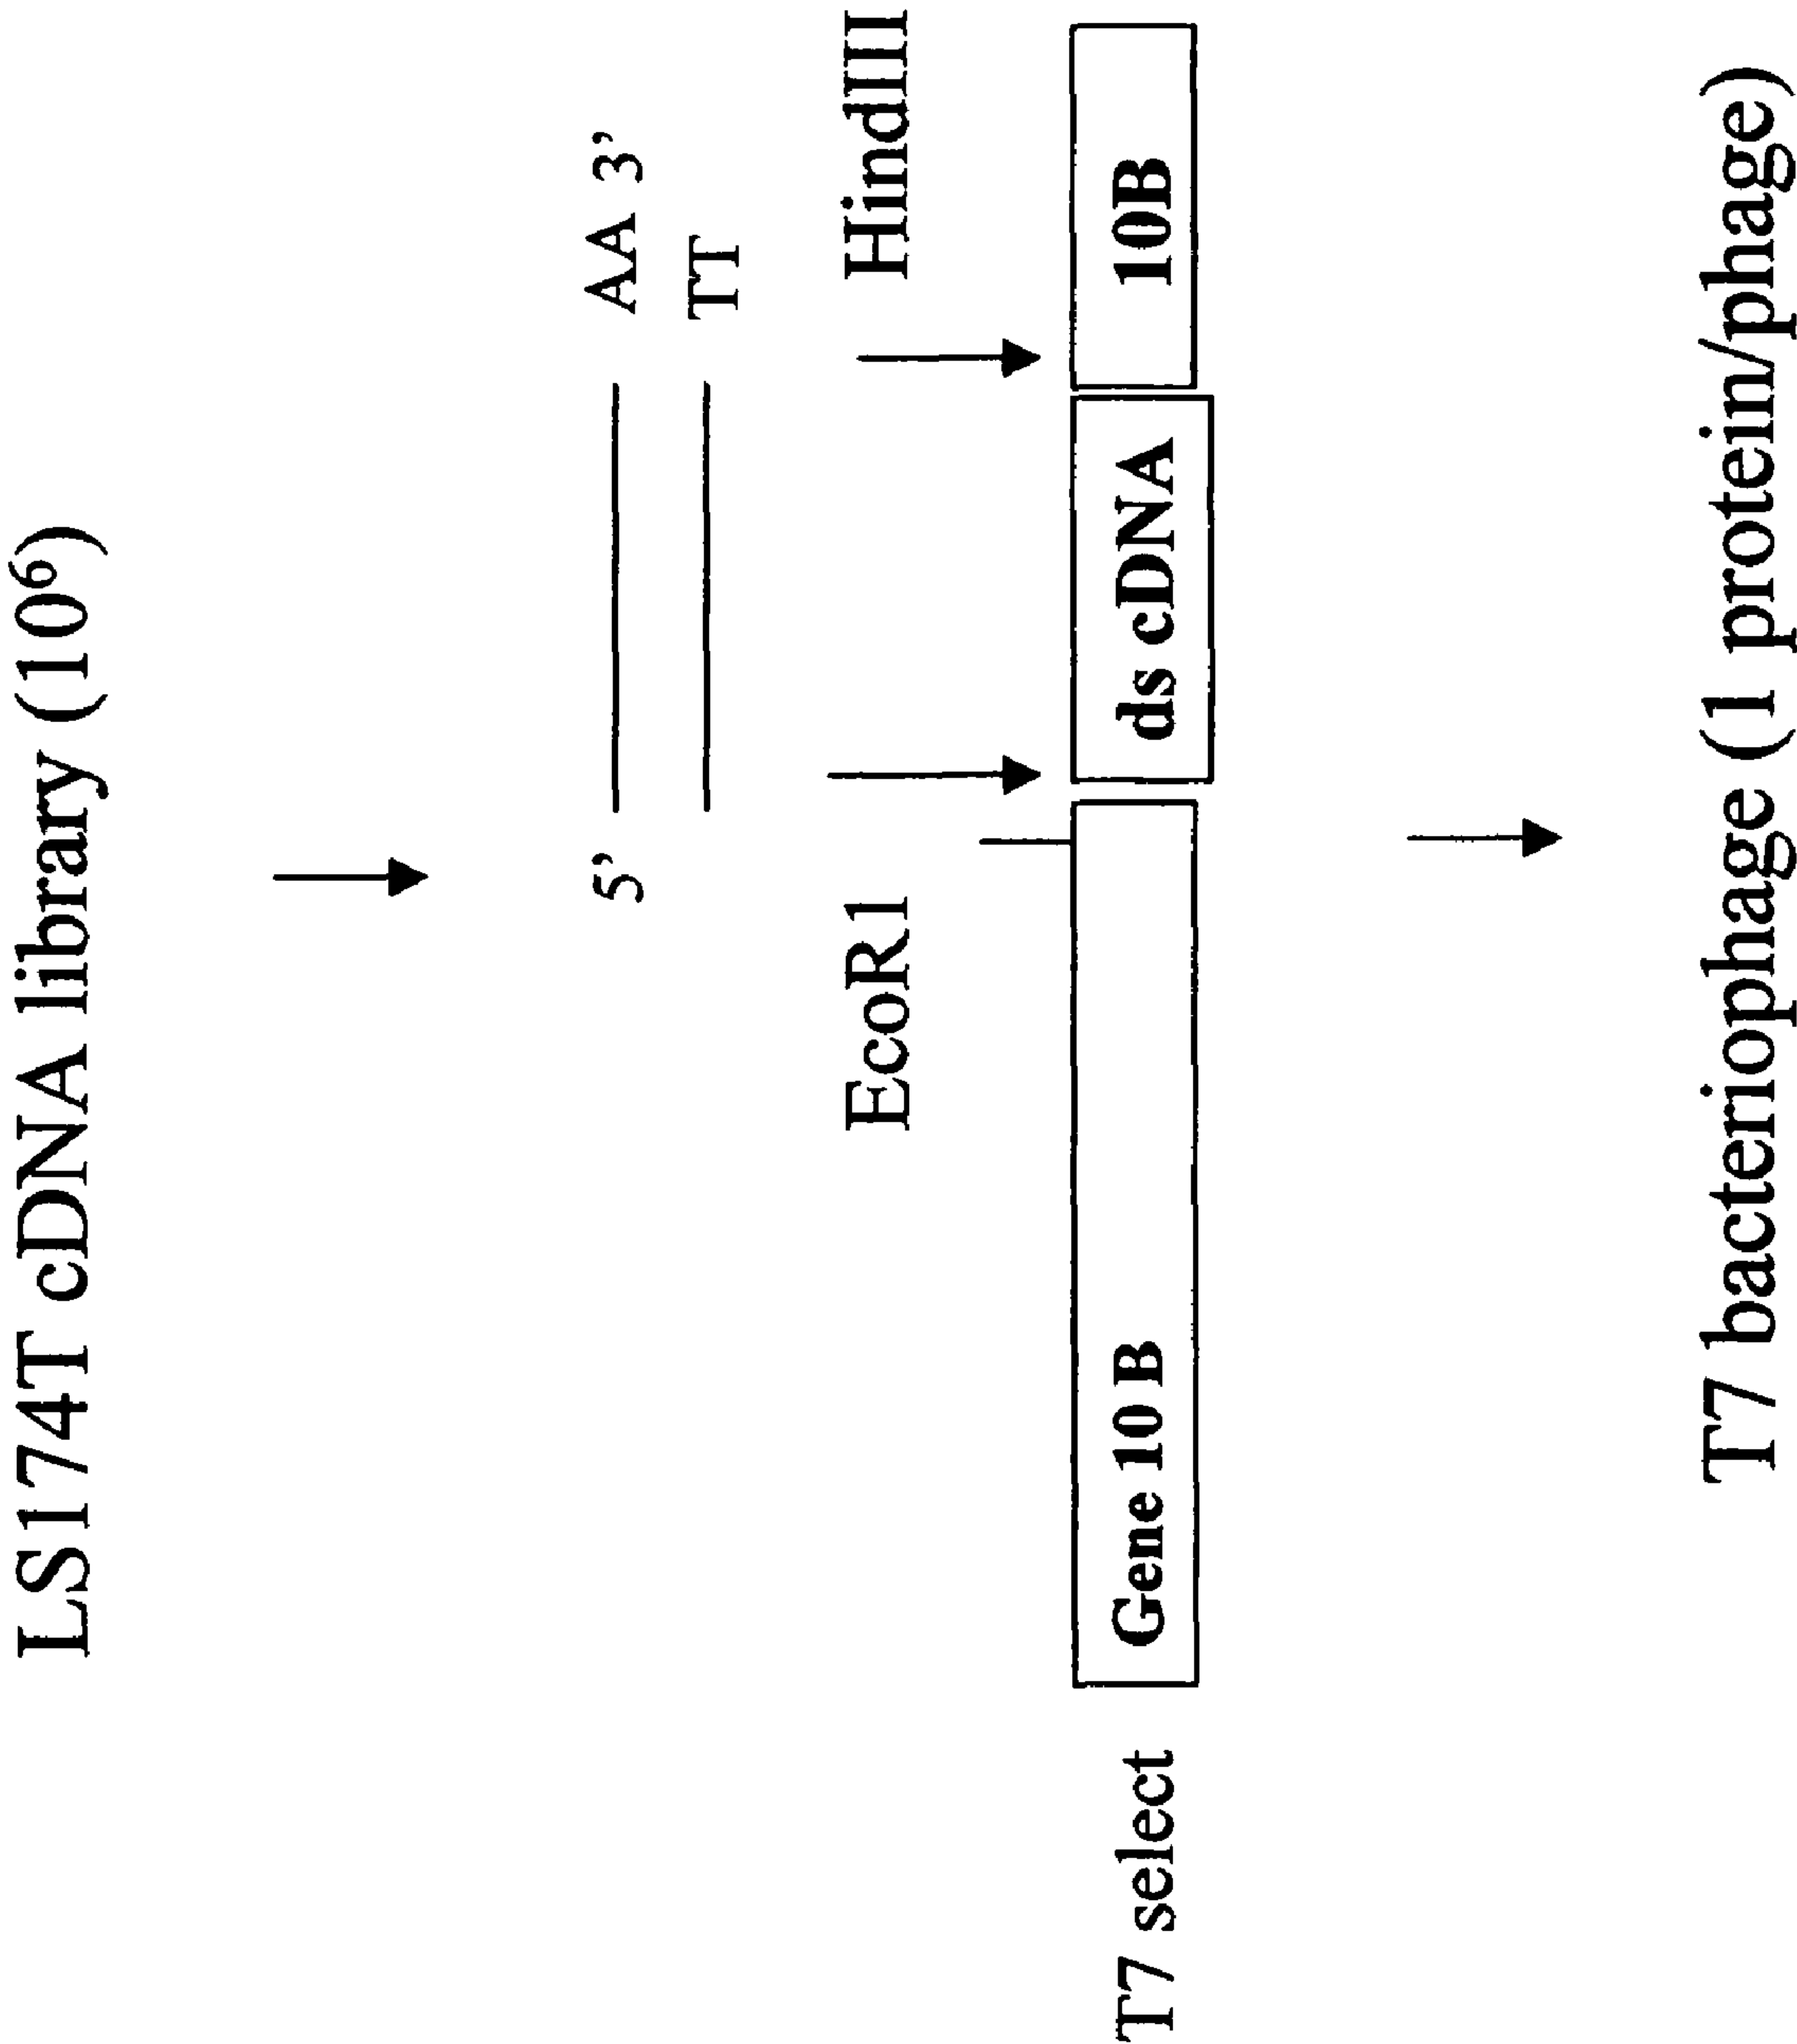 LS174T cDNA library (10⁶)
5’ AA 3’
TT
EcoR1 HindIII
T7 select Gene 10 B ds cDNA 10B
T7 bacteriophage (1 protein/phage)